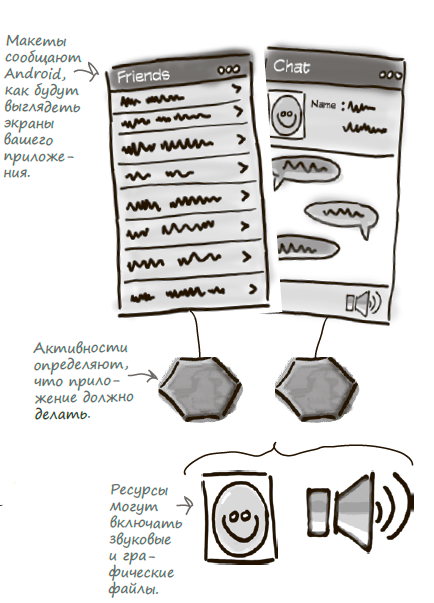 Макеты
сообщают
Android,
как будут
выглядеть
экраны
вашего
приложе-
ния.
Friends
Chat
Name :
Активности
определяют,
что прило-
жение должно
делать.
Ресурсы
могут
включать
звуковые
и гра-
фические
файлы.